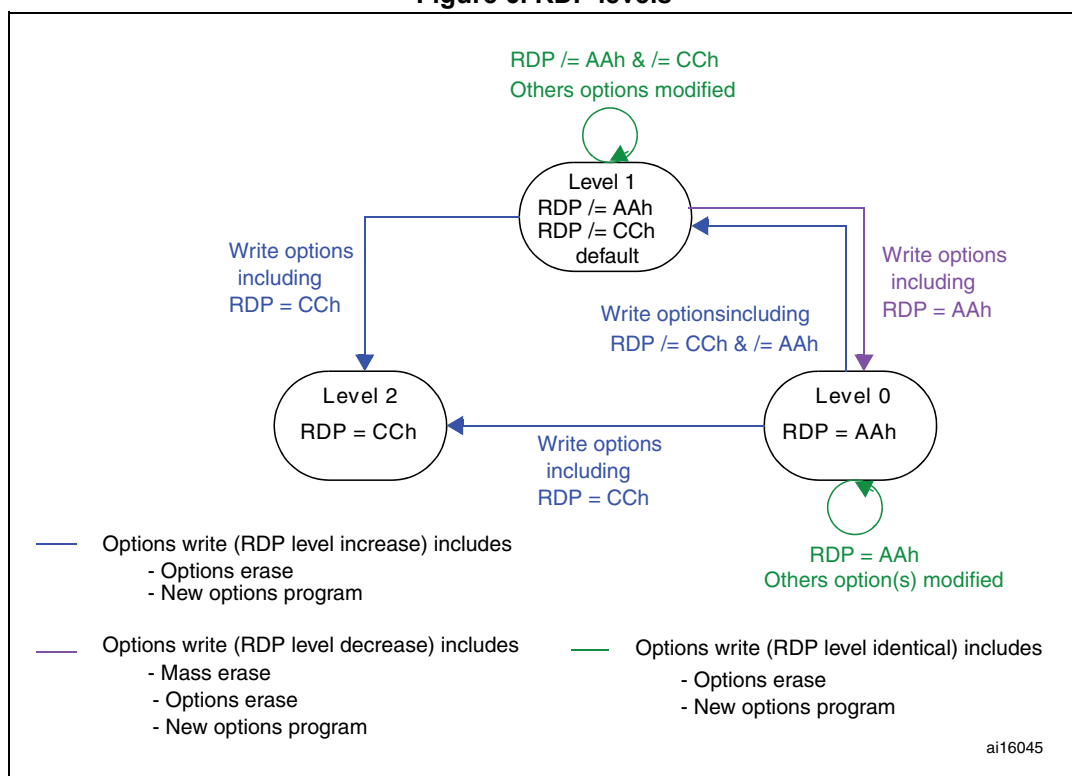 Figure 3. RDP levels
RDP /= AAh & /= CCh
Others options modified
Level 1
RDP /= AAh
RDP /= CCh
default
Write options
including
RDP = CCh
Write options
including
RDP = AAh
Write optionsincluding
RDP /= CCh & /= AAh
Level 2
RDP = CCh
Level 0
RDP = AAh
Write options
including
RDP = CCh
RDP = AAh
Others option(s) modified
Options write (RDP level increase) includes
- Options erase
- New options program
Options write (RDP level decrease) includes
- Mass erase
- Options erase
- New options program
Options write (RDP level identical) includes
- Options erase
- New options program
ai16045